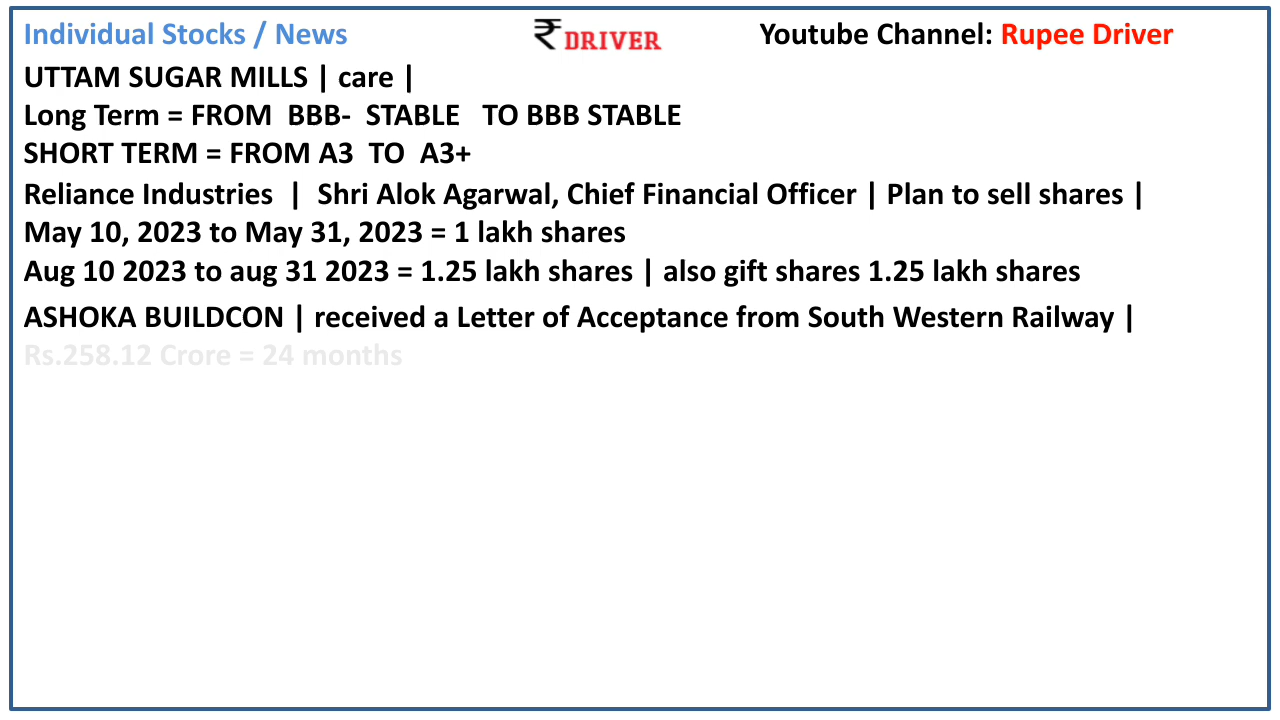 Individual Stocks / News
₹ DRIVER
Youtube Channel: Rupee Driver
UTTAM SUGAR MILLS | care |
Long Term = FROM BBB- STABLE TO BBB STABLE
SHORT TERM = FROM A3 TO A3+
Reliance Industries | Shri Alok Agarwal, Chief Financial Officer | Plan to sell shares |
May 10, 2023 to May 31, 2023 = 1 lakh shares
Aug 10 2023 to aug 31 2023 = 1.25 lakh shares | also gift shares 1.25 lakh shares
ASHOKA BUILDCON | received a Letter of Acceptance from South Western Railway |
Rs.258.12 Crore = 24 months